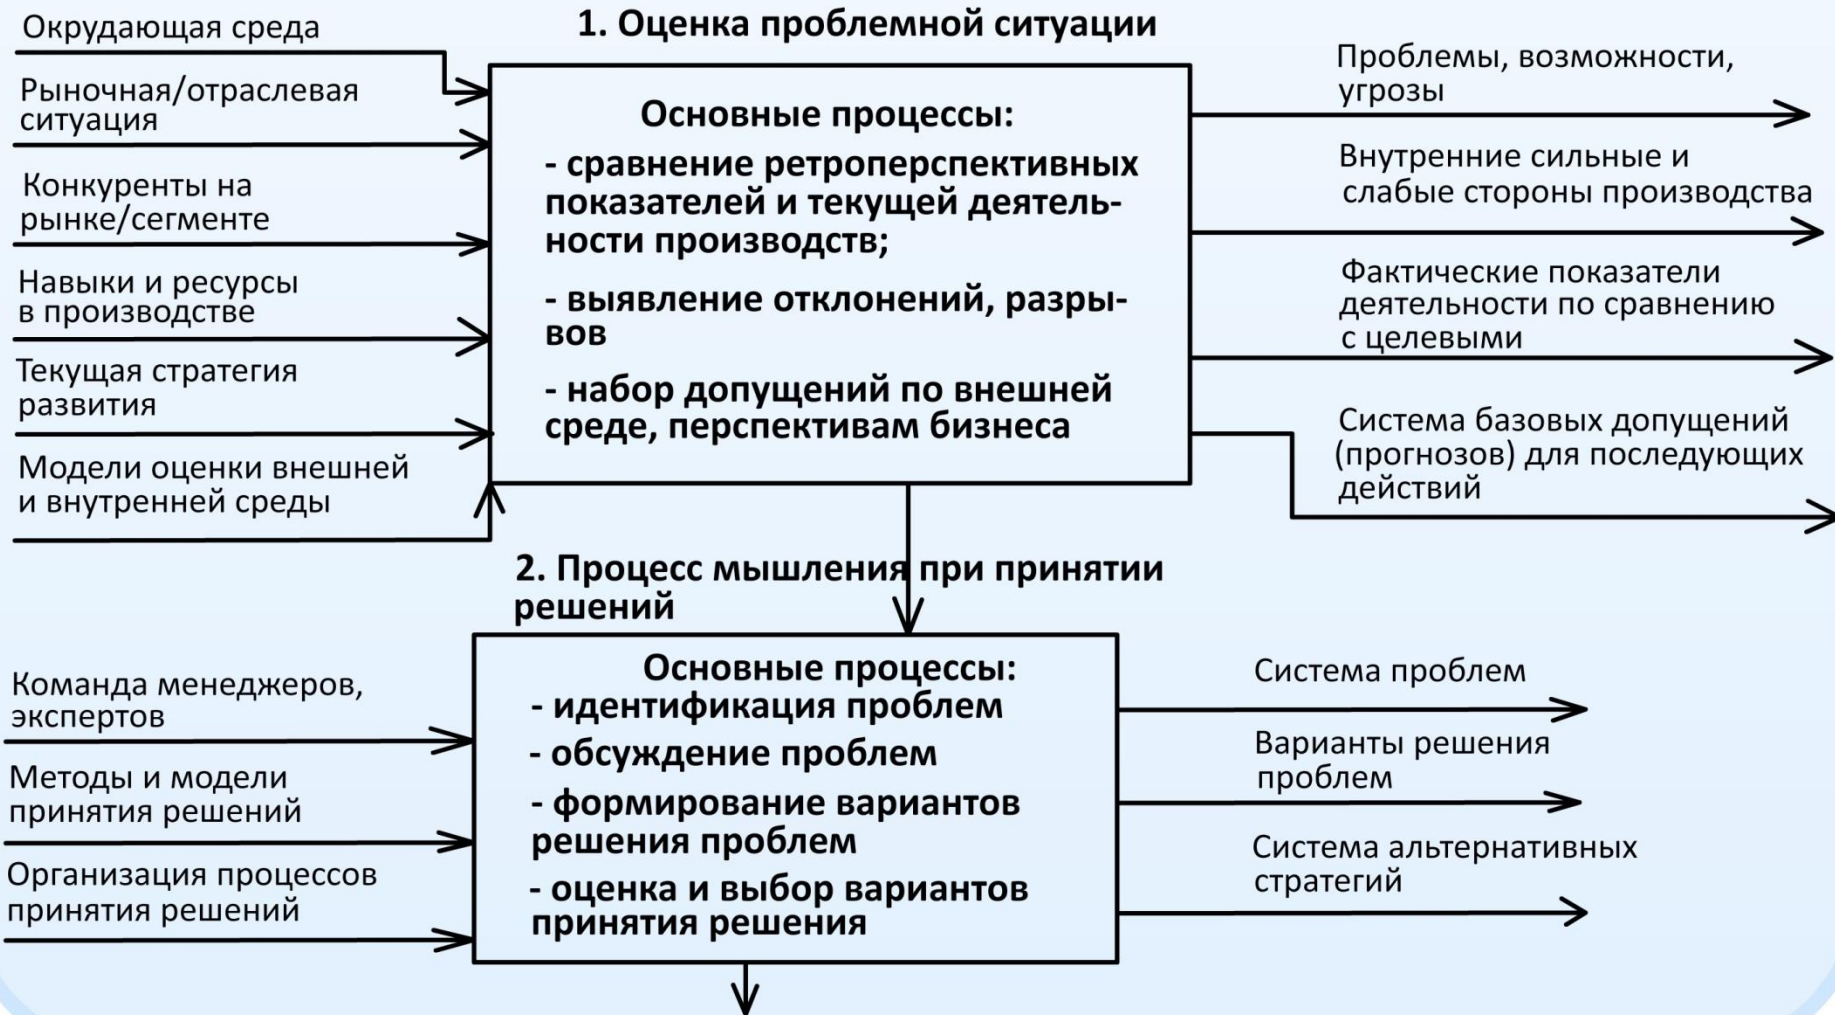 1. Оценка проблемной ситуации
Окрудающая среда
Рыночная/отраслевая
ситуация
Конкуренты на
рынке/сегменте
Навыки и ресурсы
в производстве
Текущая стратегия
развития
Модели оценки внешней
и внутренней среды
Основные процессы:
- сравнение ретроперспективных
показателей и текущей деятель-
ности производств;
- выявление отклонений, разры-
вов
- набор допущений по внешней
среде, перспективам бизнеса
Проблемы, возможности,
угрозы
Внутренние сильные и
слабые стороны производства
Фактические показатели
деятельности по сравнению
с целевыми
Система базовых допущений
(прогнозов) для последующих
действий
2. Процесс мышления при принятии
решений
Команда менеджеров,
экспертов
Методы и модели
принятия решений
Организация процессов
принятия решений
Основные процессы:
- идентификация проблем
- обсуждение проблем
- формирование вариантов
решения проблем
- оценка и выбор вариантов
принятия решения
Система проблем
Варианты решения
проблем
Система альтернативных
стратегий